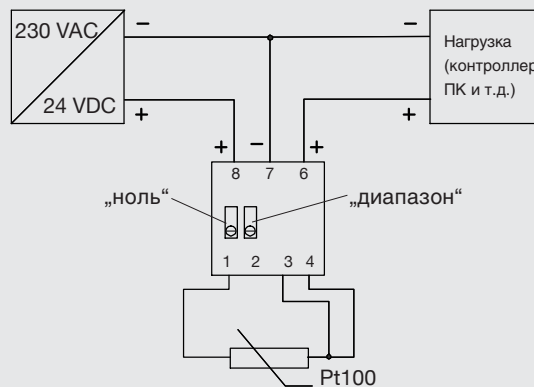 230 VAC
24 VDC
–
+
–
+
Нагрузка
(контроллер
ПК и т.д.)
+
–
+
8 7 6
„ноль“
„диапазон“
1 2 3 4
Pt100